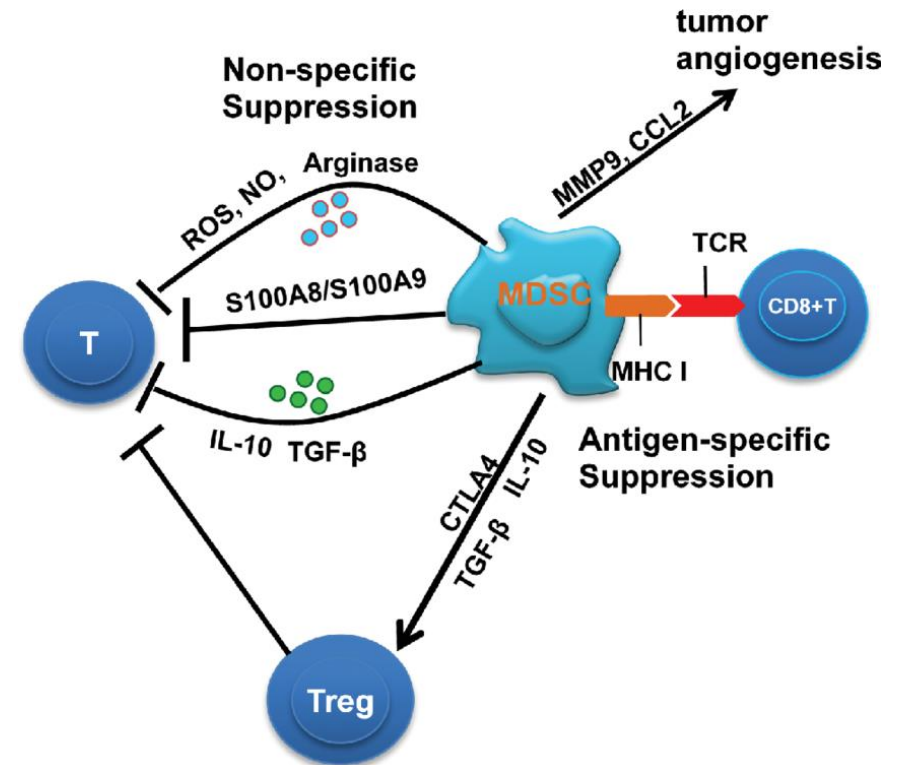 tumor
angiogenesis
Non-specific
Suppression
MMP9, CCL2
ROS, NO, Arginase
S100A8/S100A9
TCR
MDSC
CD8+T
T
MHC I
IL-10 TGF-β
Antigen-specific
Suppression
CTLA4 IL-10
TGF-β
Treg